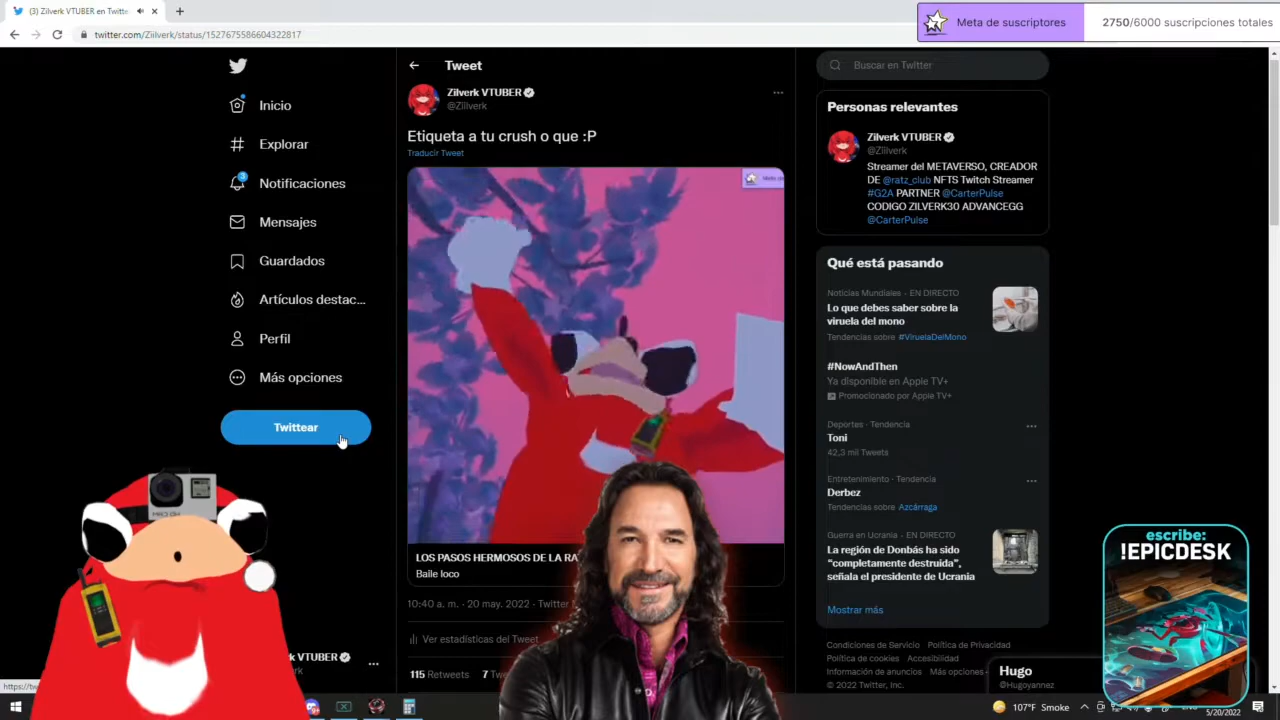 (3) Zilverk VTUBER en Twitte
Meta de suscriptores
2750/6000 suscripciones totales
twitter.com/Ziilverk/status/1527675586604322817
Inicio
Explorar
3
Notificaciones
Mensajes
Guardados
Artículos destac...
Perfil
Más opciones
Twittear
Tweet
Zilverk VTUBER
@Ziilverk
Etiqueta a tu crush o que :P
Traducir Tweet
LOS PASOS HERMOSOS DE LA RA
Baile loco
10:40 a. m. · 20 may. 2022 · Twitter
Ver estadísticas del Tweet
115 Retweets
Buscar en Twitter
Personas relevantes
Zilverk VTUBER
@Ziilverk
Streamer del METAVERSO, CREADOR
DE @ratz_club NFTS Twitch Streamer
#G2A PARTNER @CarterPulse
CODIGO ZILVERK30 ADVANCEGG
@CarterPulse
Qué está pasando
Noticias Mundiales · EN DIRECTO
Lo que debes saber sobre la
viruela del mono
Tendencias sobre #ViruelaDelMono
#NowAndThen
Ya disponible en Apple TV+
Promocionado por Apple TV+
Deportes · Tendencia
Toni
42,3 mil Tweets
Entretenimiento · Tendencia
Derbez
Tendencias sobre Azcárraga
Guerra en Ucrania · EN DIRECTO
La región de Donbás ha sido
“completamente destruida”,
señala el presidente de Ucrania
Mostrar más
Condiciones de Servicio Política de Privacidad
Política de cookies Accesibilidad
Información de anuncios Más opciones
© 2022 Twitter, Inc.
escribe:
!EPICDESK
Hugo
@Hugoyannez
k VTUBER
107°F Smoke
5/20/2022